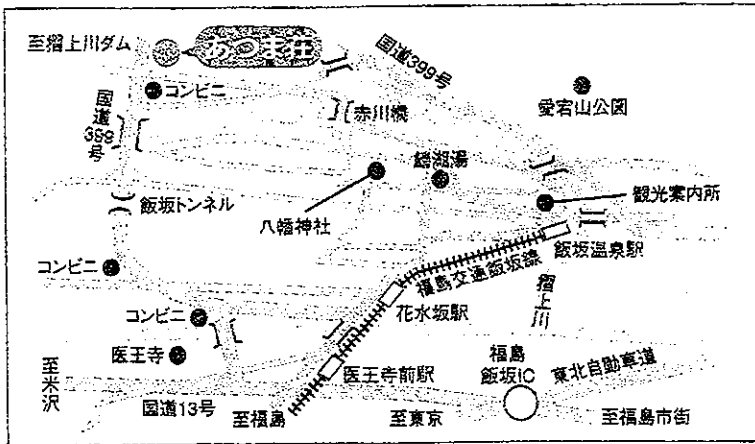 至摺上川ダム
あづま荘
国道399号
コンビニ
赤川橋
愛宕山公図
国道399号
鯖湖湯
八幡神社
観光案内所
飯坂トンネル
飯坂温泉駅
福島交通飯坂線
摺上川
コンビニ
花水坂駅
コンビニ
医王寺
医王寺前駅
福島飯坂IC
東北自動車道
至米沢
国道13号
至福島
至東京
至福島市街